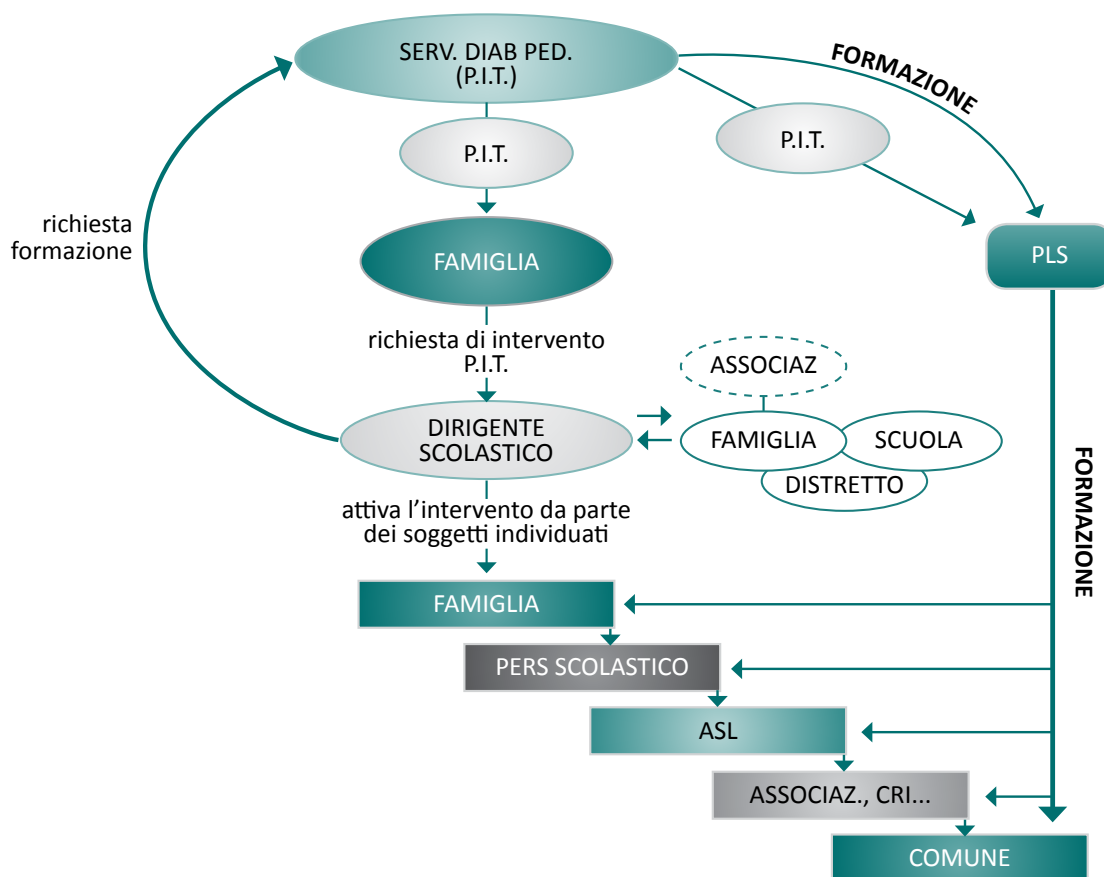 SERV. DIAB PED.
(P.I.T.)
FORMAZIONE
P.I.T.
P.I.T.
richiesta
formazione
FAMIGLIA
PLS
richiesta di intervento
P.I.T.
ASSOCIAZ
DIRIGENTE
SCOLASTICO
FAMIGLIA
SCUOLA
DISTRETTO
attiva l’intervento da parte
dei soggetti individuati
FORMAZIONE
FAMIGLIA
PERS SCOLASTICO
ASL
ASSOCIAZ., CRI...
COMUNE